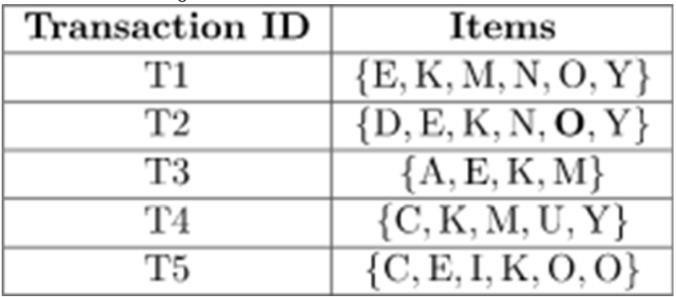 Transaction ID Items
T1 {E, K, M, N, O, Y}
T2 {D, E, K, N, O, Y}
T3 {A, E, K, M}
T4 {C, K, M, U, Y}
T5 {C, E, I, K, O, O}